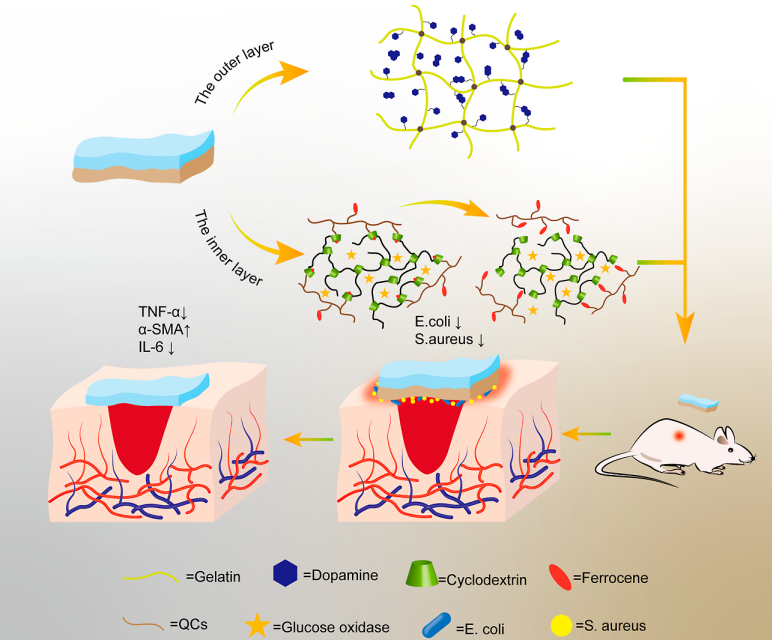 The outer layer
The inner layer
TNF-α↓
α-SMA↑
IL-6 ↓
E.coli ↓
S.aureus ↓
=Gelatin
=Dopamine
=Cyclodextrin
=Ferrocene
=QCs
=Glucose oxidase
=E. coli
=S. aureus